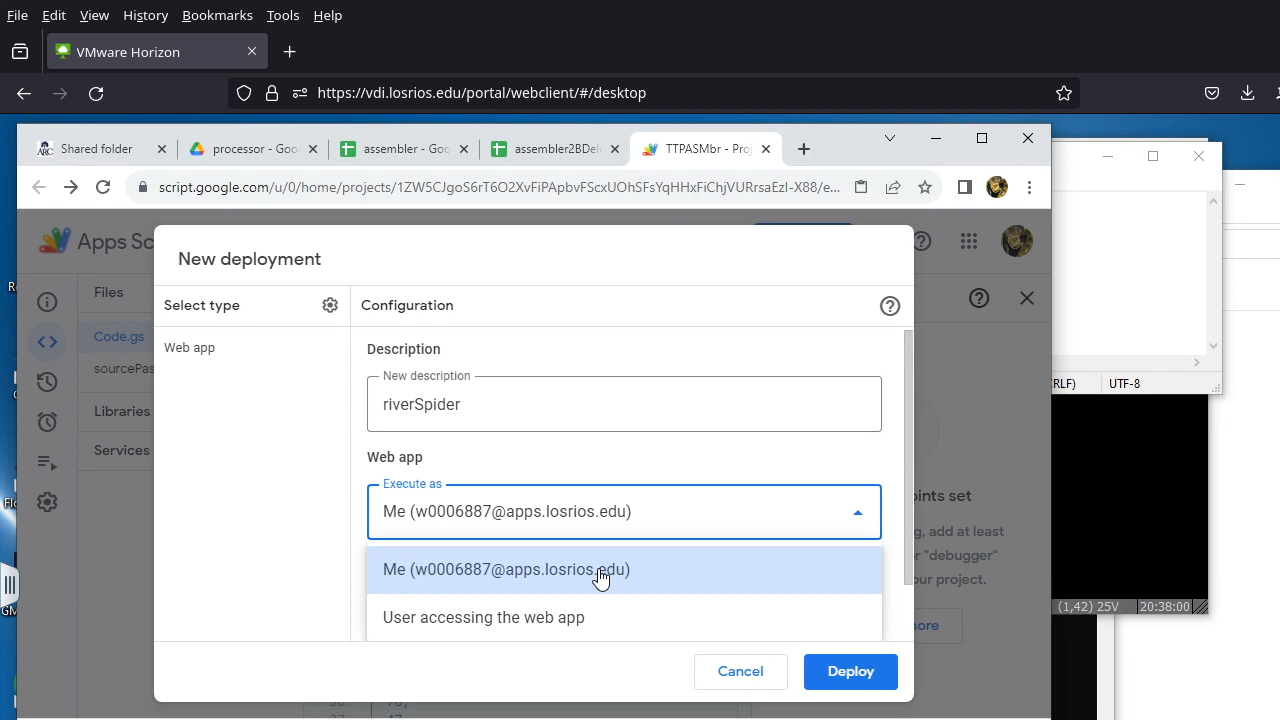 File Edit View History Bookmarks Tools Help
VMware Horizon
https://vdi.losrios.edu/portal/webclient/#/desktop
Shared folder
processor - Goo
assembler - Goo
assembler2BDel
TTPASMbr - Proj
script.google.com/u/0/home/projects/1ZW5CJgoS6rT6O2XvFiPApbvFScxUOhSFsYqHHxFiChjVURrsaEzI-X88/e...
Apps Sc
New deployment
Select type
Configuration
Files
Code.gs
sourcePas
Libraries
Services
Web app
Description
New description
riverSpider
Web app
Execute as
Me (w0006887@apps.losrios.edu)
Me (w0006887@apps.losrios.edu)
User accessing the web app
Cancel
Deploy
oints set
g, add at least
r "debugger"
our project.
ore
RLF)
UTF-8
(1,42) 25V
20:38:00